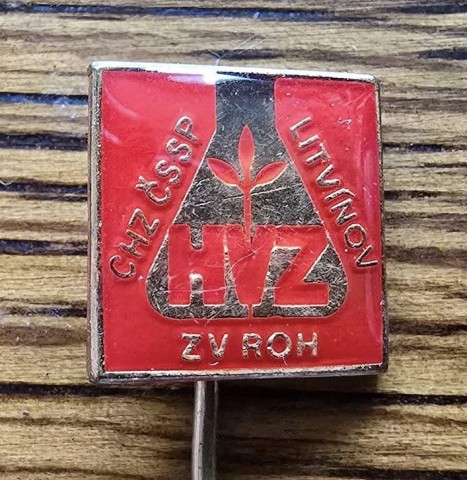 CHZ ČSSP
LITVÍNOV
HVZ
ZV ROH